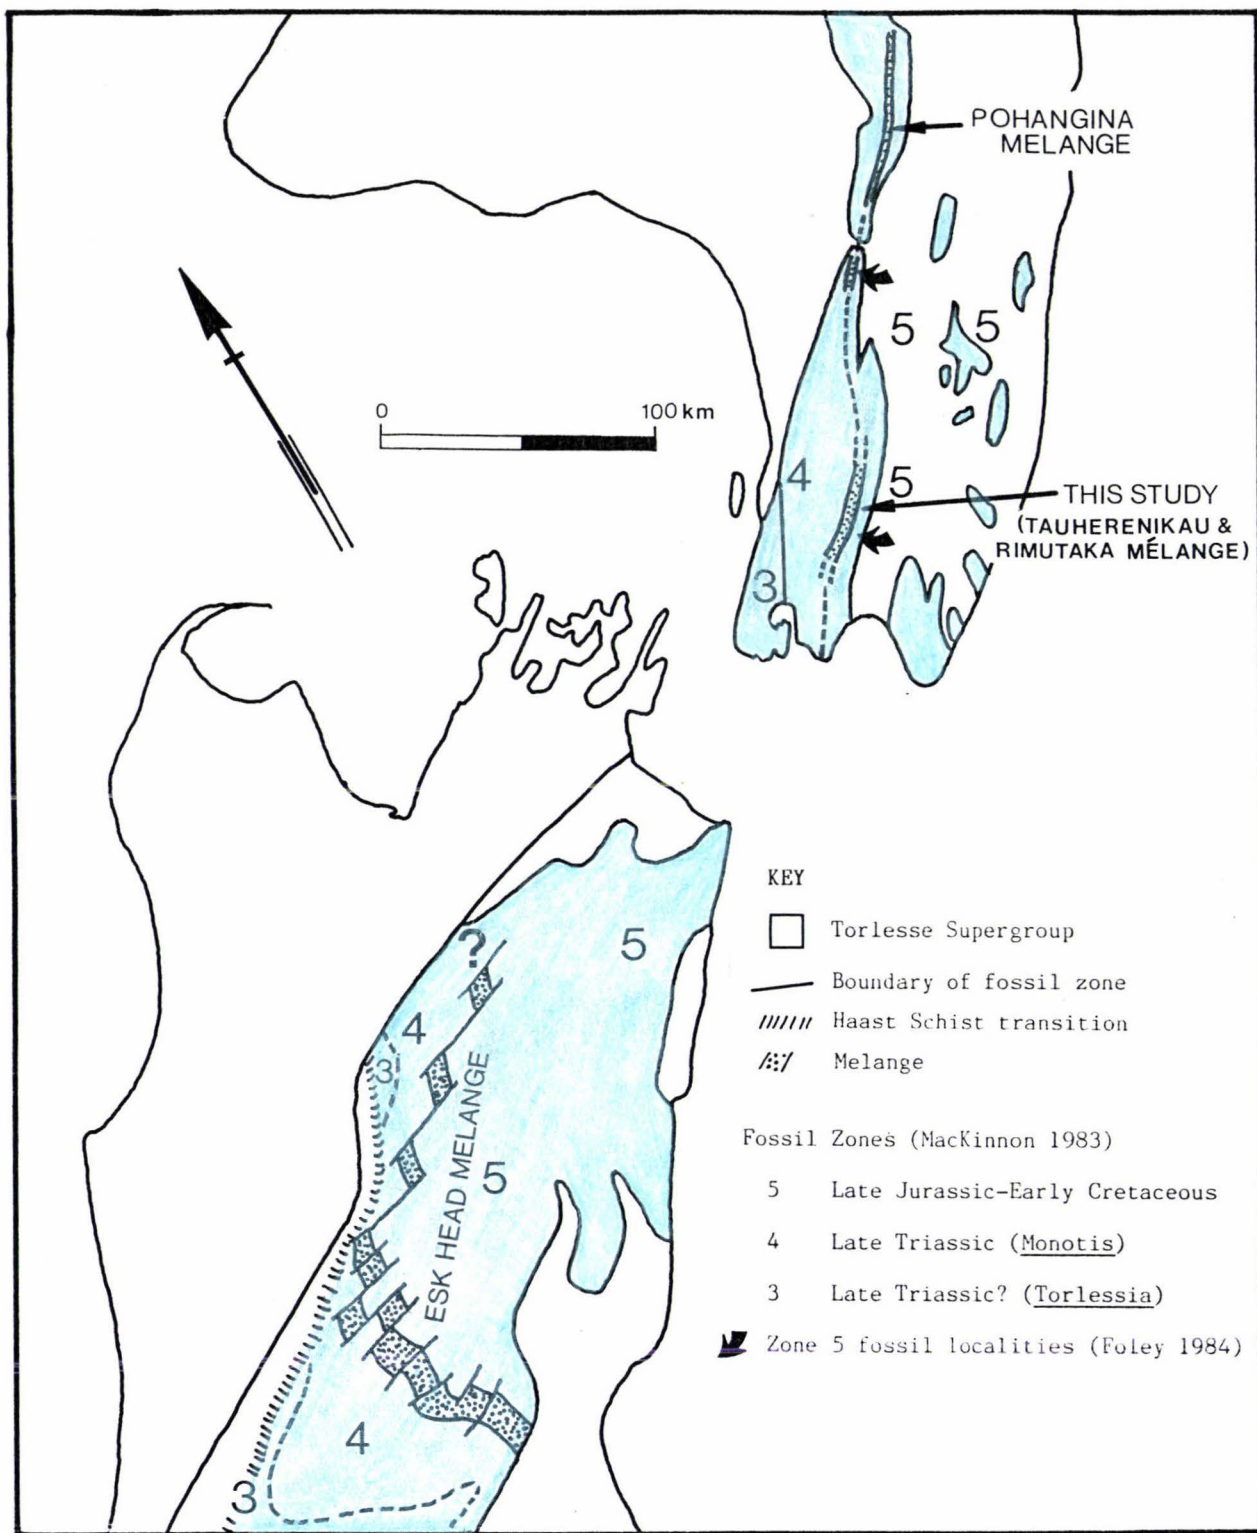 POHANGINA
MELANGE
5
5
0 100 km
4
5
THIS STUDY
(TAUHERENIKAU &
RIMUTAKA MÉLANGE)
3
?
5
4
3
ESK HEAD MELANGE
5
4
3
KEY
Torlesse Supergroup
Boundary of fossil zone
Haast Schist transition
Melange
Fossil Zones (MacKinnon 1983)
5 Late Jurassic-Early Cretaceous
4 Late Triassic (Monotis)
3 Late Triassic? (Torlessia)
Zone 5 fossil localities (Foley 1984)